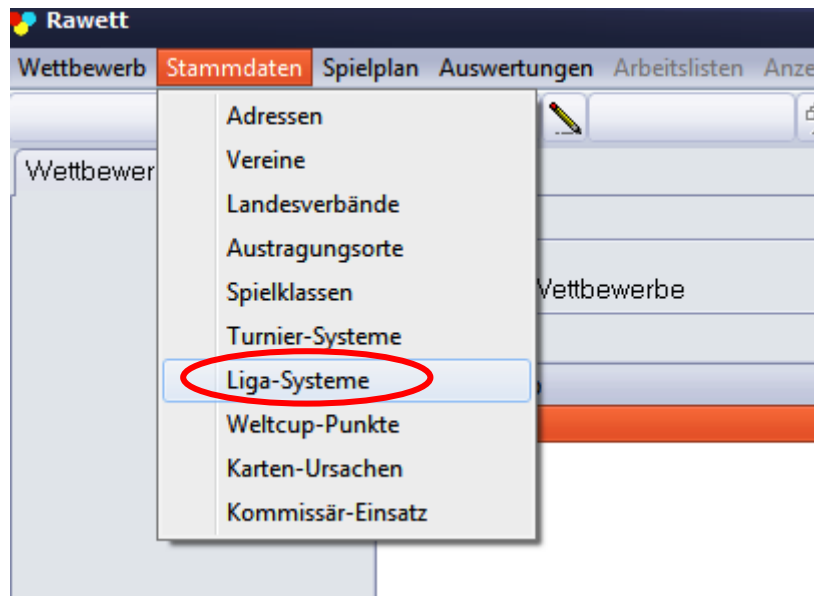 Rawett
Wettbewerb Stammdaten Spielplan Auswertungen Arbeitslisten Anze
Adressen
Wettbewer Vereine
Landesverbände
Austragungsorte
Spielklassen Wettbewerbe
Turnier-Systeme
Liga-Systeme
Weltcup-Punkte
Karten-Ursachen
Kommissär-Einsatz